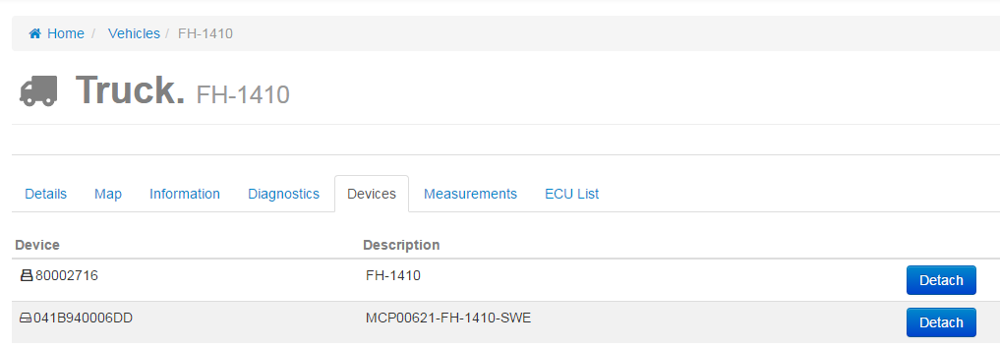 Home / Vehicles / FH-1410
Truck. FH-1410
Details Map Information Diagnostics Devices Measurements ECU List
Device Description
80002716 FH-1410 Detach
041B940006DD MCP00621-FH-1410-SWE Detach